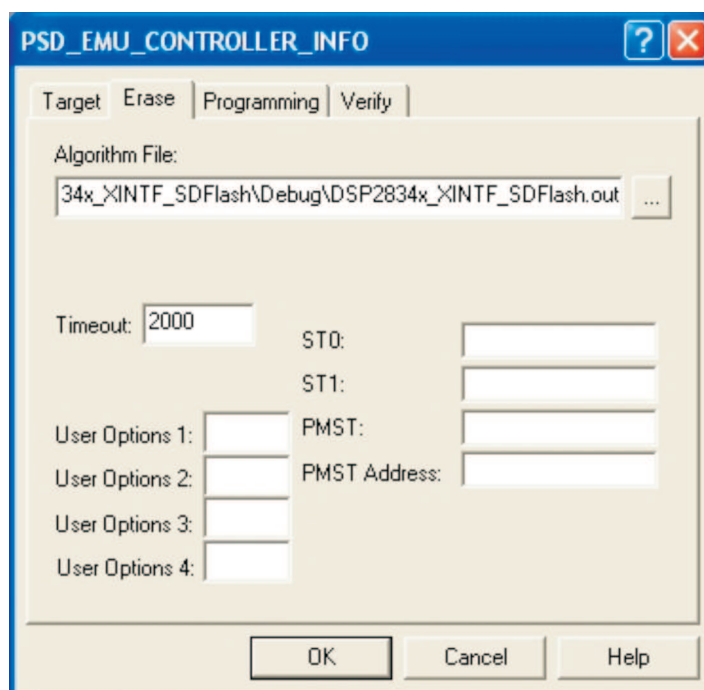 PSD_EMU_CONTROLLER_INFO
Target Erase Programming Verify
Algorithm File:
34x_XINTF_SDFlash\Debug\DSP2834x_XINTF_SDFlash.out ...
Timeout: 2000
ST0:
ST1:
User Options 1: PMST:
User Options 2: PMST Address:
User Options 3:
User Options 4:
OK Cancel Help